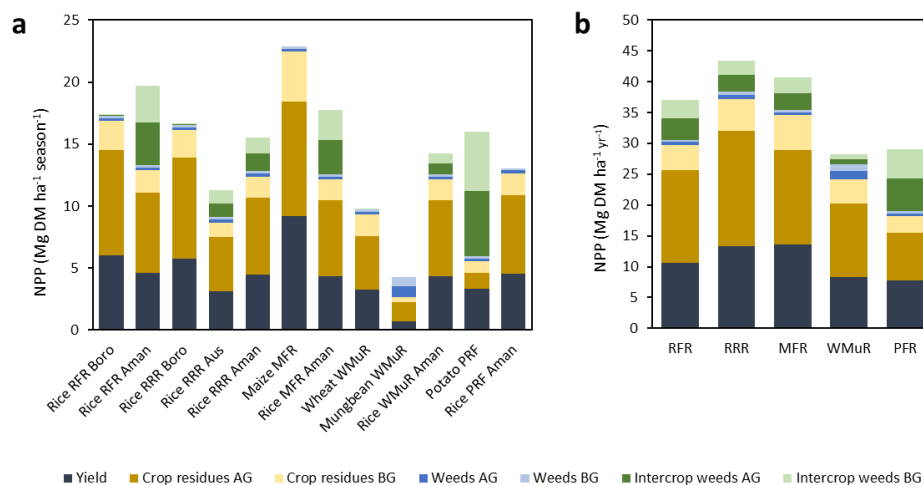 a
NPP (Mg DM ha⁻¹ season⁻¹)
25
20
15
10
5
0
Rice RFR Boro
Rice RFR Aman
Rice RRR Boro
Rice RRR Aus
Rice RRR Aman
Maize MFR
Rice MFR Aman
Wheat WMuR
Mungbean WMuR
Rice WMuR Aman
Potato PRF
Rice PRF Aman
b
NPP (Mg DM ha⁻¹ yr⁻¹)
50
45
40
35
30
25
20
15
10
5
0
RFR
RRR
MFR
WMuR
PFR
Yield
Crop residues AG
Crop residues BG
Weeds AG
Weeds BG
Intercrop weeds AG
Intercrop weeds BG